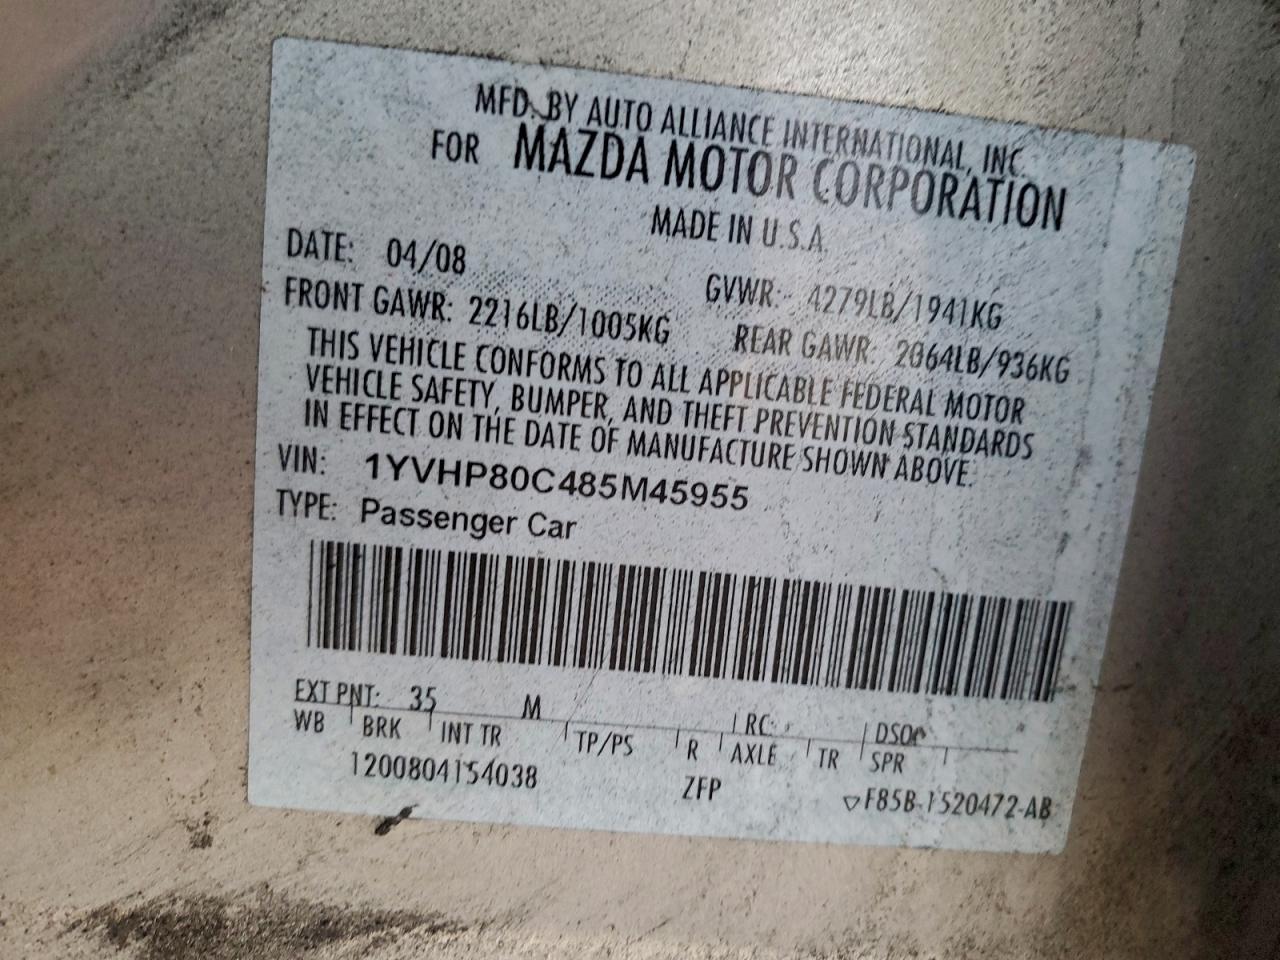 MFD. BY AUTO ALLIANCE INTERNATIONAL, INC.
FOR MAZDA MOTOR CORPORATION
MADE IN U.S.A.
DATE: 04/08 GVWR: 4279LB/1941KG
FRONT GAWR: 2216LB/1005KG REAR GAWR: 2064LB/936KG
THIS VEHICLE CONFORMS TO ALL APPLICABLE FEDERAL MOTOR
VEHICLE SAFETY, BUMPER, AND THEFT PREVENTION STANDARDS
IN EFFECT ON THE DATE OF MANUFACTURE SHOWN ABOVE.
VIN: 1YVHP80C485M45955
TYPE: Passenger Car
EXT PNT: 35 M RC: DSO:
WB BRK INT TR TP/PS R AXLE TR SPR
1200804154038 ZFP ▽F85B-1520472-AB